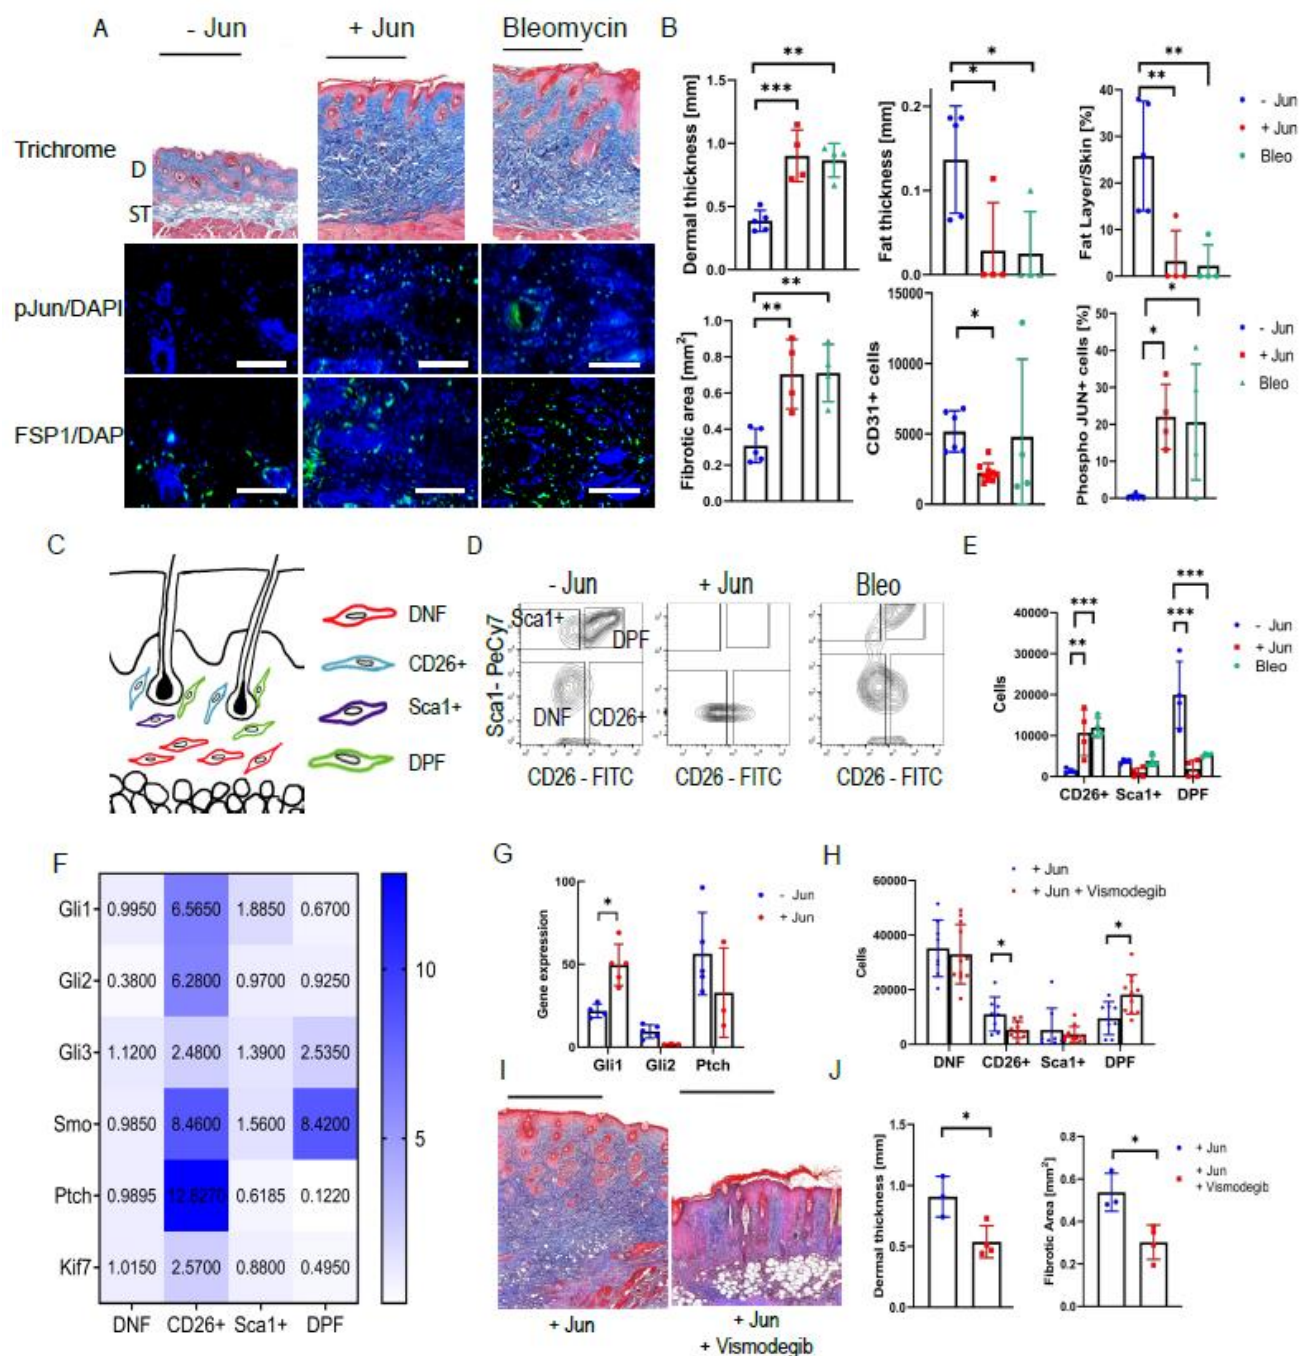 A
- Jun
+ Jun
Bleomycin
Trichrome
D
ST
pJun/DAPI
FSP1/DAP
B
Dermal thickness [mm]
1.5
1.0
0.5
0.0
***
**
Fat thickness [mm]
0.2
0.1
0.0
*
*
Fat Layer/Skin [%]
40
30
20
10
0
**
**
- Jun
+ Jun
Bleo
Fibrotic area [mm²]
1.0
0.8
0.6
0.4
0.2
0.0
**
**
CD31+ cells
15000
10000
5000
0
*
Phospho JUN+ cells [%]
50
40
30
20
10
0
*
*
- Jun
+ Jun
Bleo
C
DNF
CD26+
Sca1+
DPF
D
- Jun
+ Jun
Bleo
Sca1- PeCy7
Sca1+
DPF
DNF
CD26+
CD26 - FITC
CD26 - FITC
CD26 - FITC
E
Cells
40000
30000
20000
10000
0
***
**
***
***
CD26+ Sca1+ DPF
- Jun
+ Jun
Bleo
F
Gli1 0.9950 6.5650 1.8850 0.6700
Gli2 0.3800 6.2800 0.9700 0.9250
Gli3 1.1200 2.4800 1.3900 2.5350
Smo 0.9850 8.4600 1.5600 8.4200
Ptch 0.9895 12.8270 0.6185 0.1220
Kif7 1.0150 2.5700 0.8800 0.4950
DNF CD26+ Sca1+ DPF
10
5
G
Gene expression
100
50
0
*
Gli1 Gli2 Ptch
- Jun
+ Jun
H
+ Jun
+ Jun + Vismodegib
Cells
60000
40000
20000
0
*
*
DNF CD26+ Sca1+ DPF
I
+ Jun
+ Jun
+ Vismodegib
J
Dermal thickness [mm]
1.5
1.0
0.5
0.0
*
Fibrotic Area [mm²]
0.8
0.6
0.4
0.2
0.0
*
+ Jun
+ Jun
+ Vismodegib